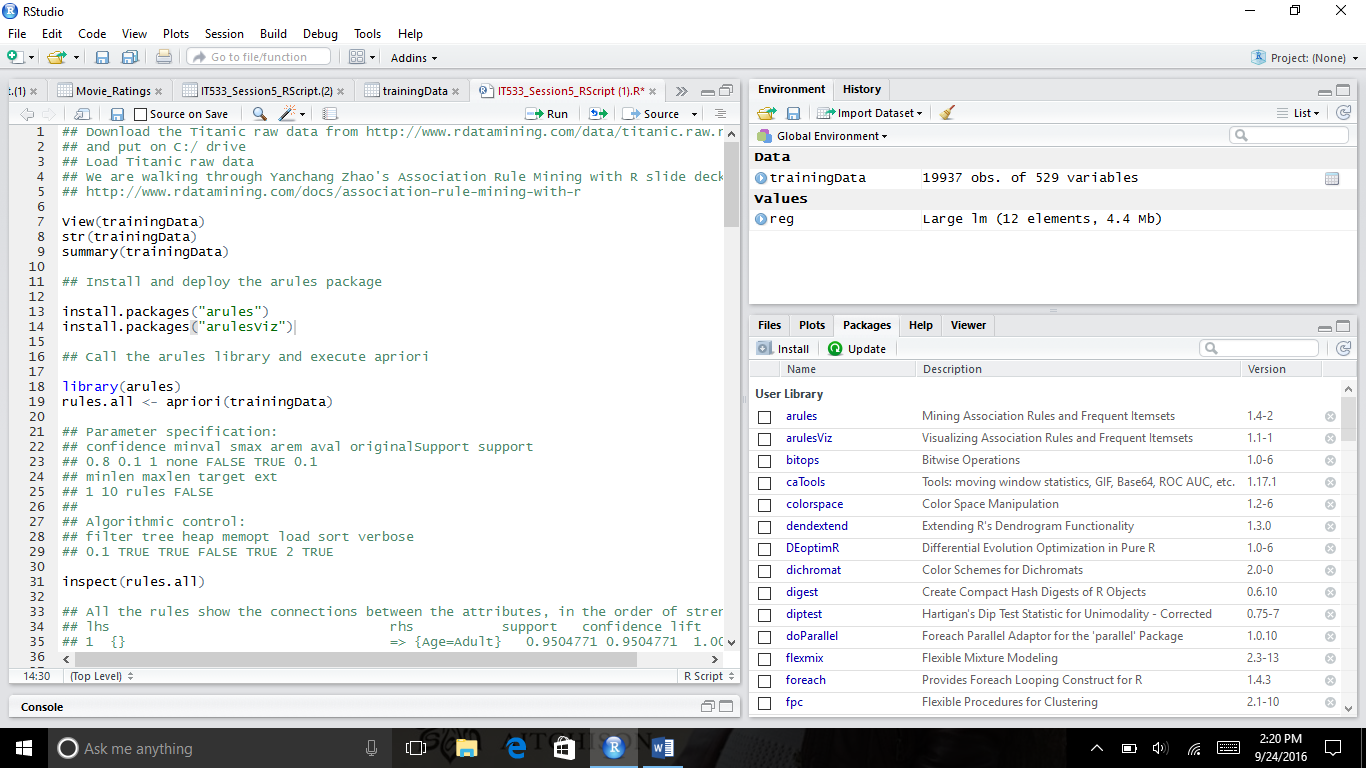 RStudio
File Edit Code View Plots Session Build Debug Tools Help
Go to file/function Addins Project: (None)
t.(1) Movie_Ratings IT533_Session5_RScript.(2) trainingData IT533_Session5_RScript (1).R*
Source on Save Run Source
1 ## Download the Titanic raw data from http://www.rdatamining.com/data/titanic.raw.r
2 ## and put on C:/ drive
3 ## Load Titanic raw data
4 ## We are walking through Yanchang Zhao's Association Rule Mining with R slide deck
5 ## http://www.rdatamining.com/docs/association-rule-mining-with-r
6
7 View(trainingData)
8 str(trainingData)
9 summary(trainingData)
10
11 ## Install and deploy the arules package
12
13 install.packages("arules")
14 install.packages("arulesViz")
15
16 ## Call the arules library and execute apriori
17
18 library(arules)
19 rules.all <- apriori(trainingData)
20
21 ## Parameter specification:
22 ## confidence minval smax arem aval originalSupport support
23 ## 0.8 0.1 1 none FALSE TRUE 0.1
24 ## minlen maxlen target ext
25 ## 1 10 rules FALSE
26 ##
27 ## Algorithmic control:
28 ## filter tree heap memopt load sort verbose
29 ## 0.1 TRUE TRUE FALSE TRUE 2 TRUE
30
31 inspect(rules.all)
32
33 ## All the rules show the connections between the attributes, in the order of stren
34 ## lhs rhs support confidence lift
35 ## 1 {} => {Age=Adult} 0.9504771 0.9504771 1.00
36
14:30 (Top Level) R Script
Console
Environment History
Import Dataset List
Global Environment
Data
trainingData 19937 obs. of 529 variables
Values
reg Large lm (12 elements, 4.4 Mb)
Files Plots Packages Help Viewer
Install Update
Name Description Version
User Library
arules Mining Association Rules and Frequent Itemsets 1.4-2
arulesViz Visualizing Association Rules and Frequent Itemsets 1.1-1
bitops Bitwise Operations 1.0-6
caTools Tools: moving window statistics, GIF, Base64, ROC AUC, etc. 1.17.1
colorspace Color Space Manipulation 1.2-6
dendextend Extending R's Dendrogram Functionality 1.3.0
DEoptimR Differential Evolution Optimization in Pure R 1.0-6
dichromat Color Schemes for Dichromats 2.0-0
digest Create Compact Hash Digests of R Objects 0.6.10
diptest Hartigan's Dip Test Statistic for Unimodality - Corrected 0.75-7
doParallel Foreach Parallel Adaptor for the 'parallel' Package 1.0.10
flexmix Flexible Mixture Modeling 2.3-13
foreach Provides Foreach Looping Construct for R 1.4.3
fpc Flexible Procedures for Clustering 2.1-10
Ask me anything
2:20 PM
9/24/2016